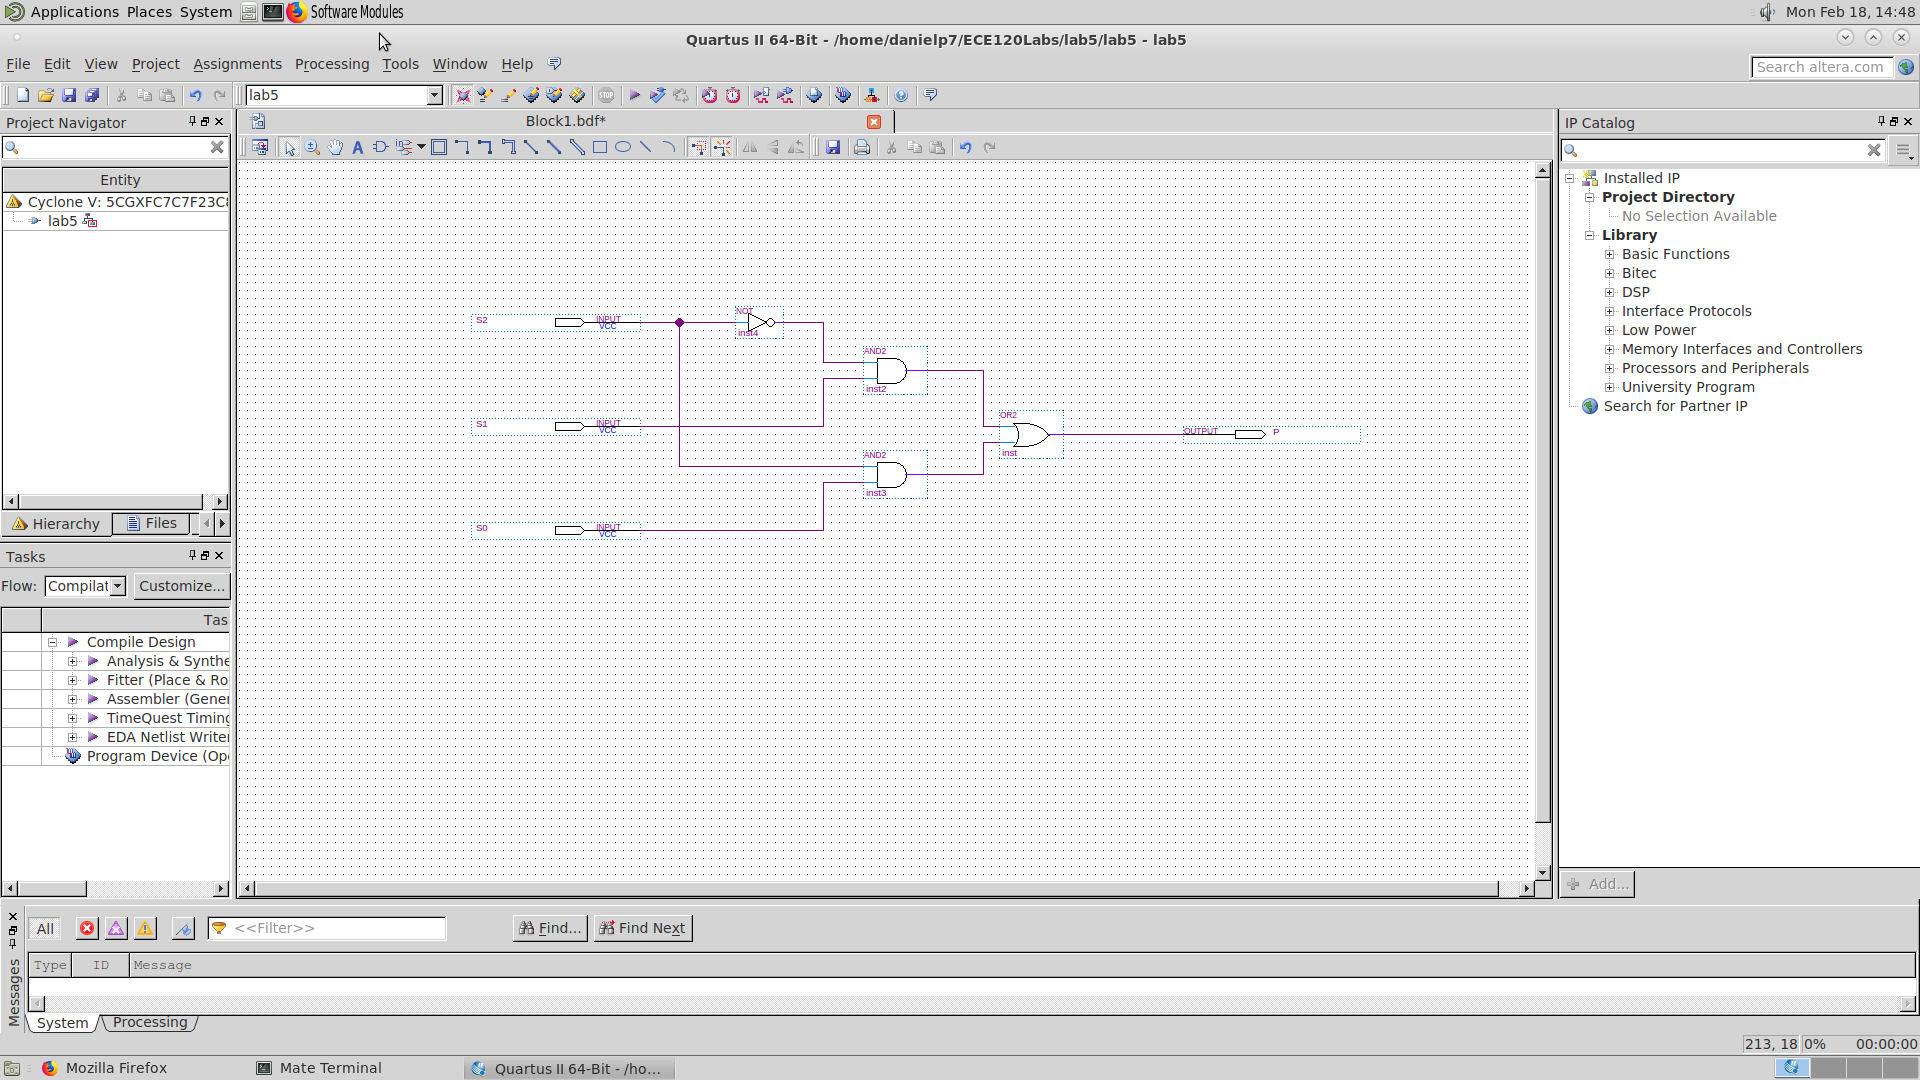 Applications Places System Software Modules Mon Feb 18, 14:48
Quartus II 64-Bit - /home/danielp7/ECE120Labs/lab5/lab5 - lab5
File Edit View Project Assignments Processing Tools Window Help Search altera.com
lab5
Project Navigator
Entity
Cyclone V: 5CGXFC7C7F23C8
lab5
Hierarchy Files
Tasks
Flow: Compilat Customize...
Tas
Compile Design
Analysis & Synthe
Fitter (Place & Ro
Assembler (Gener
TimeQuest Timing
EDA Netlist Writer
Program Device (Ope
Block1.bdf*
S2 INPUT
VCC
NOT
inst4
AND2
inst2
S1 INPUT
VCC
OR2
inst
OUTPUT P
AND2
inst3
S0 INPUT
VCC
IP Catalog
Installed IP
Project Directory
No Selection Available
Library
Basic Functions
Bitec
DSP
Interface Protocols
Low Power
Memory Interfaces and Controllers
Processors and Peripherals
University Program
Search for Partner IP
Add...
All <<Filter>> Find... Find Next
Type ID Message
Messages
System Processing
213, 18 0% 00:00:00
Mozilla Firefox Mate Terminal Quartus II 64-Bit - /ho...